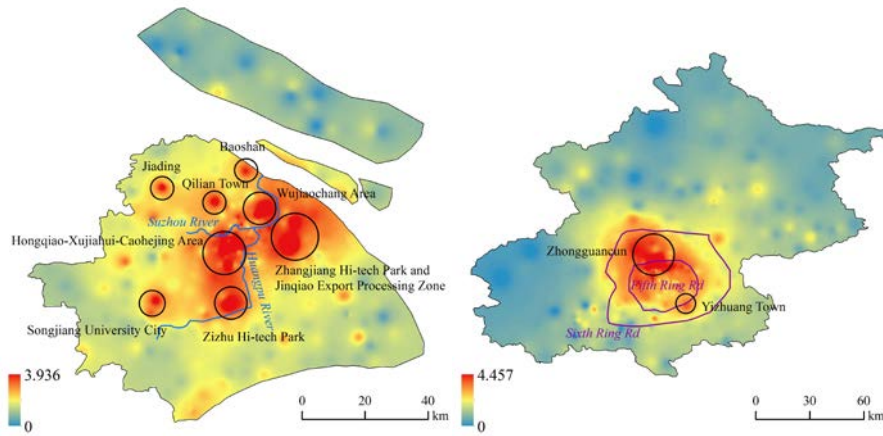 Baoshan
Jiading
Qilian Town
Wujiaochang Area
Suzhou River
Hongqiao-Xujiahui-Caohejing Area
Huangpu River
Zhangjiang Hi-tech Park and
Jinqiao Export Processing Zone
Songjiang University City
Zizhu Hi-tech Park
3.936
0
0 20 40
km
Zhongguancun
Fifth Ring Rd
Yizhuang Town
Sixth Ring Rd
4.457
0
0 30 60
km